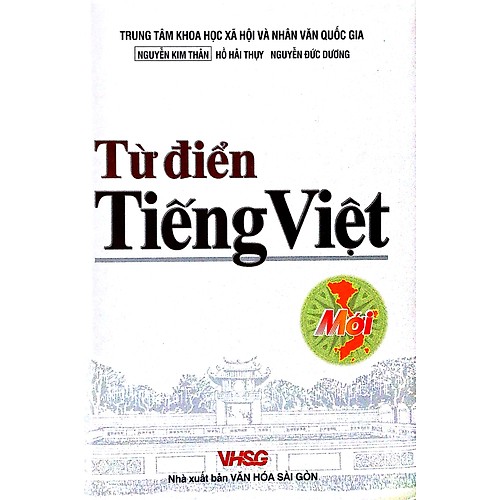 TRUNG TÂM KHOA HỌC XÃ HỘI VÀ NHÂN VĂN QUỐC GIA
NGUYỄN KIM THẢN HỒ HẢI THỤY NGUYỄN ĐỨC DƯƠNG
Từ điển
Tiếng Việt
Mới
VHSG
Nhà xuất bản VĂN HÓA SÀI GÒN